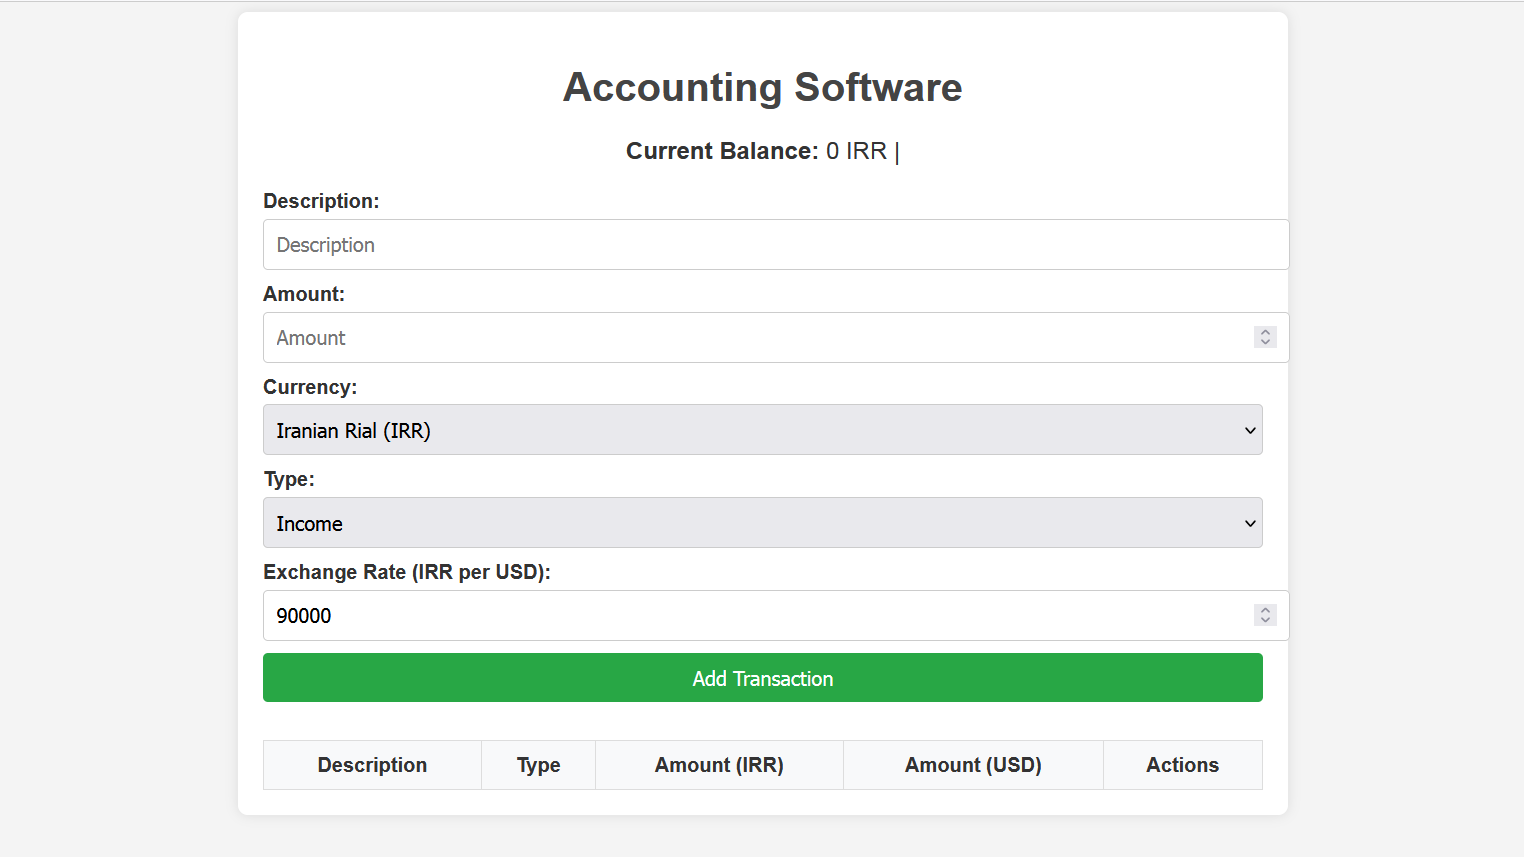 Accounting Software
Current Balance: 0 IRR |
Description:
Description
Amount:
Amount
Currency:
Iranian Rial (IRR)
Type:
Income
Exchange Rate (IRR per USD):
90000
Add Transaction
Description Type Amount (IRR) Amount (USD) Actions